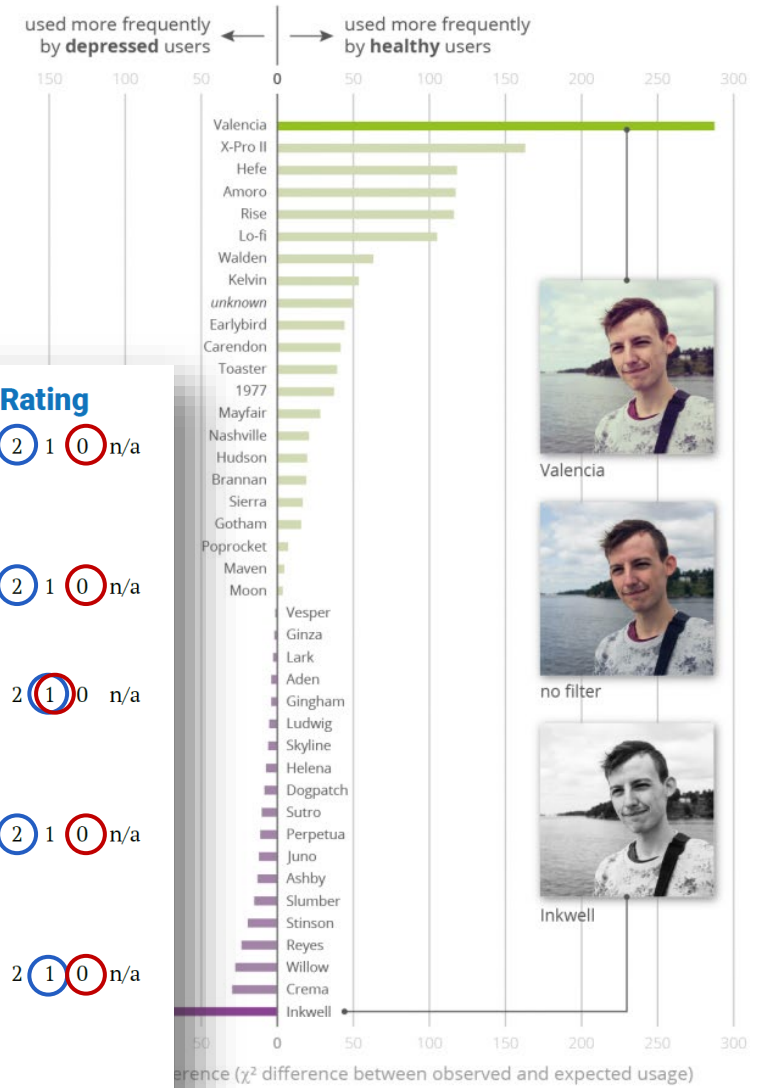 used more frequently
by depressed users
used more frequently
by healthy users
150 100 50 0 50 100 150 200 250 300
Valencia
X-Pro II
Hefe
Amoro
Rise
Lo-fi
Walden
Kelvin
unknown
Earlybird
Carendon
Toaster
1977
Mayfair
Nashville
Hudson
Brannan
Sierra
Gotham
Poprocket
Maven
Moon
Vesper
Ginza
Lark
Aden
Gingham
Ludwig
Skyline
Helena
Dogpatch
Sutro
Perpetua
Juno
Ashby
Slumber
Stinson
Reyes
Willow
Crema
Inkwell
Valencia
no filter
Inkwell
Rating
2 1 0 n/a
2 1 0 n/a
2 1 0 n/a
2 1 0 n/a
2 1 0 n/a
50 0 50 100 150 200 250 300
erence (χ² difference between observed and expected usage)